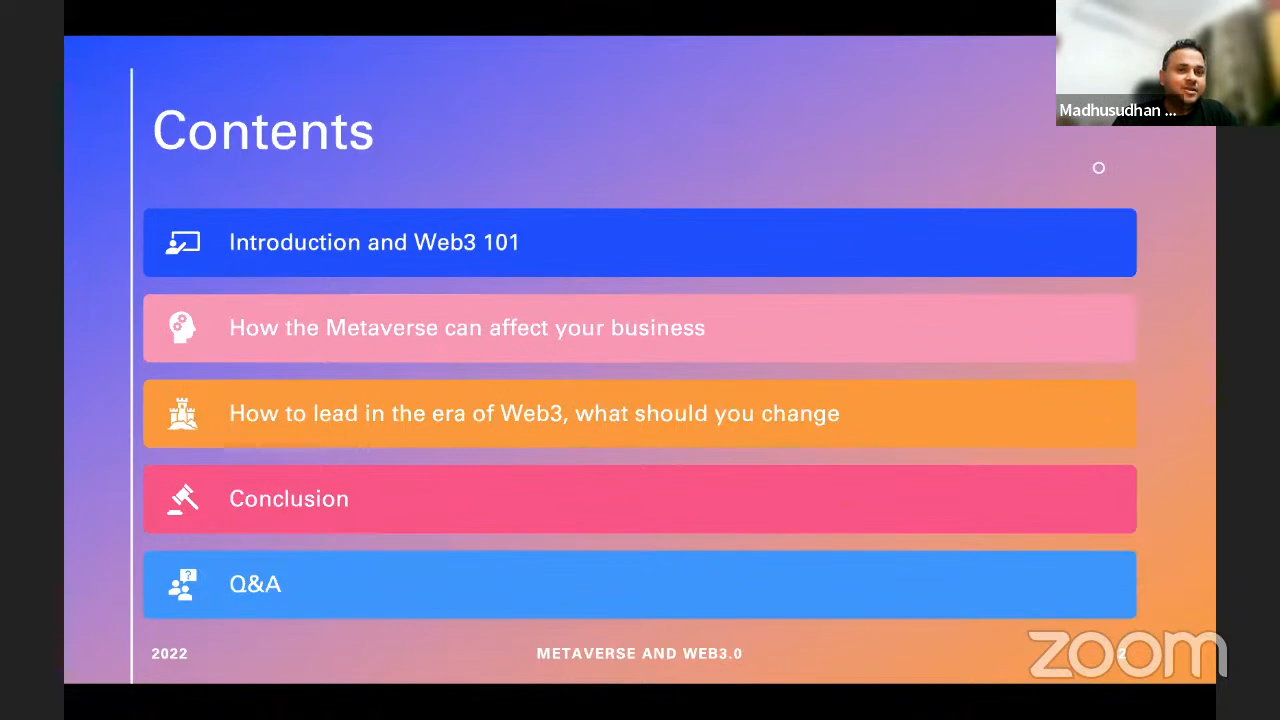 Madhusudhan ...
Contents
Introduction and Web3 101
How the Metaverse can affect your business
How to lead in the era of Web3, what should you change
Conclusion
?
Q&A
2022
METAVERSE AND WEB3.0
2
zoom